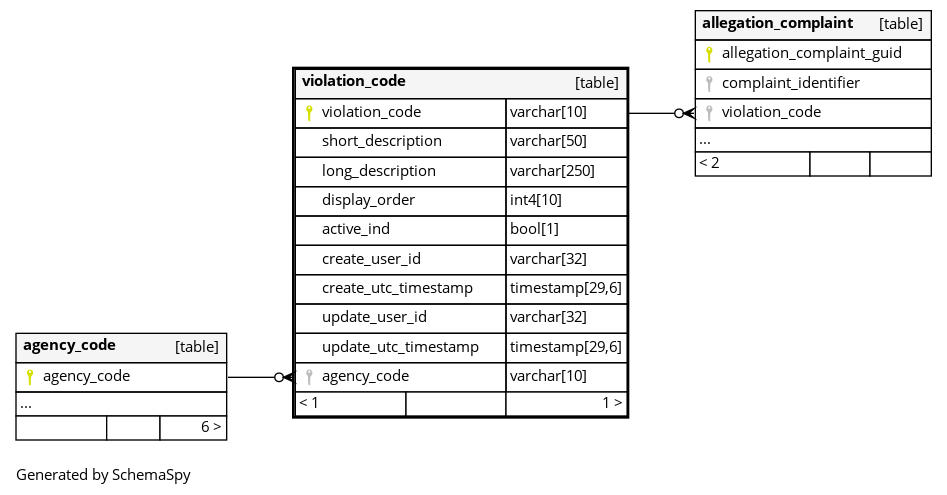 allegation_complaint [table]
allegation_complaint_guid
complaint_identifier
violation_code
...
< 2
violation_code [table]
violation_code varchar[10]
short_description varchar[50]
long_description varchar[250]
display_order int4[10]
active_ind bool[1]
create_user_id varchar[32]
create_utc_timestamp timestamp[29,6]
update_user_id varchar[32]
update_utc_timestamp timestamp[29,6]
agency_code varchar[10]
< 1 1 >
agency_code [table]
agency_code
...
6 >
Generated by SchemaSpy